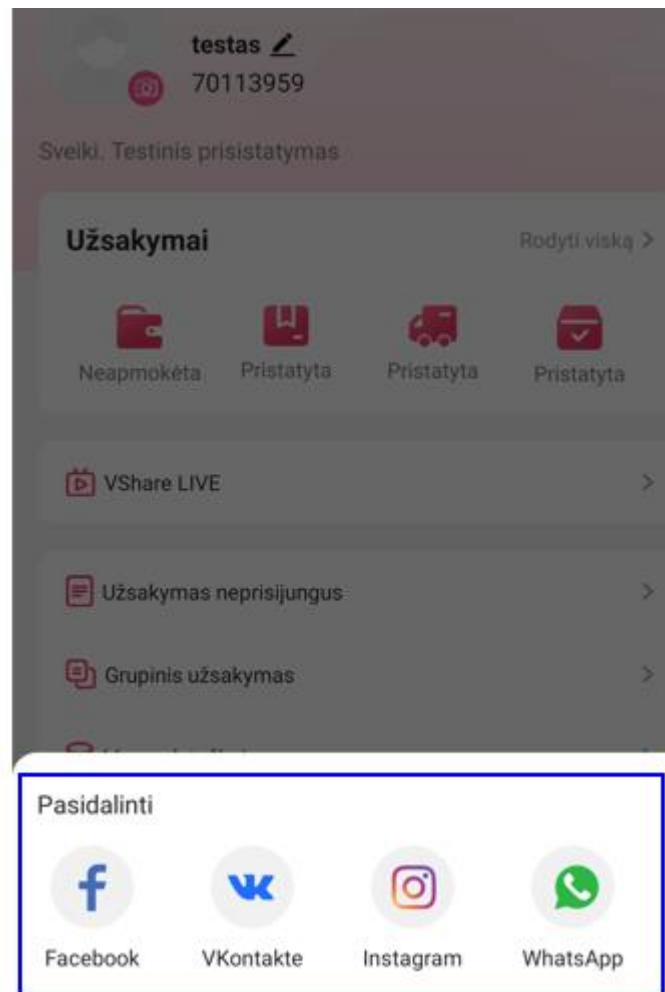 testas
70113959
Sveiki. Testinis prisistatymas
Užsakymai
Rodyti viską >
Neapmokėta
Pristatyta
Pristatyta
Pristatyta
VShare LIVE
Užsakymas neprisijungus
Grupinis užsakymas
Pasidalinti
Facebook
VKontakte
Instagram
WhatsApp